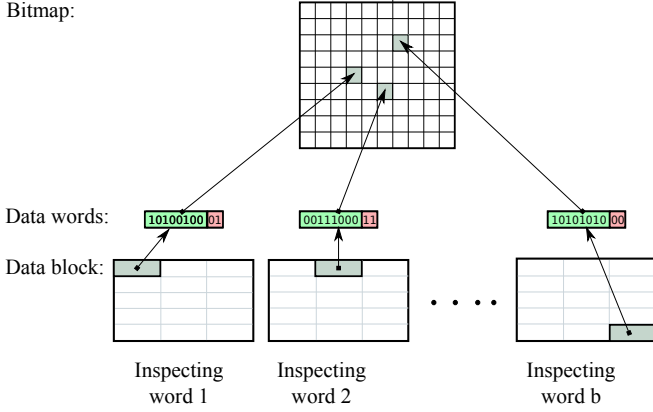 Bitmap:
Data words:
10100100 01
00111000 11
10101010 00
Data block:
Inspecting
word 1
Inspecting
word 2
Inspecting
word b